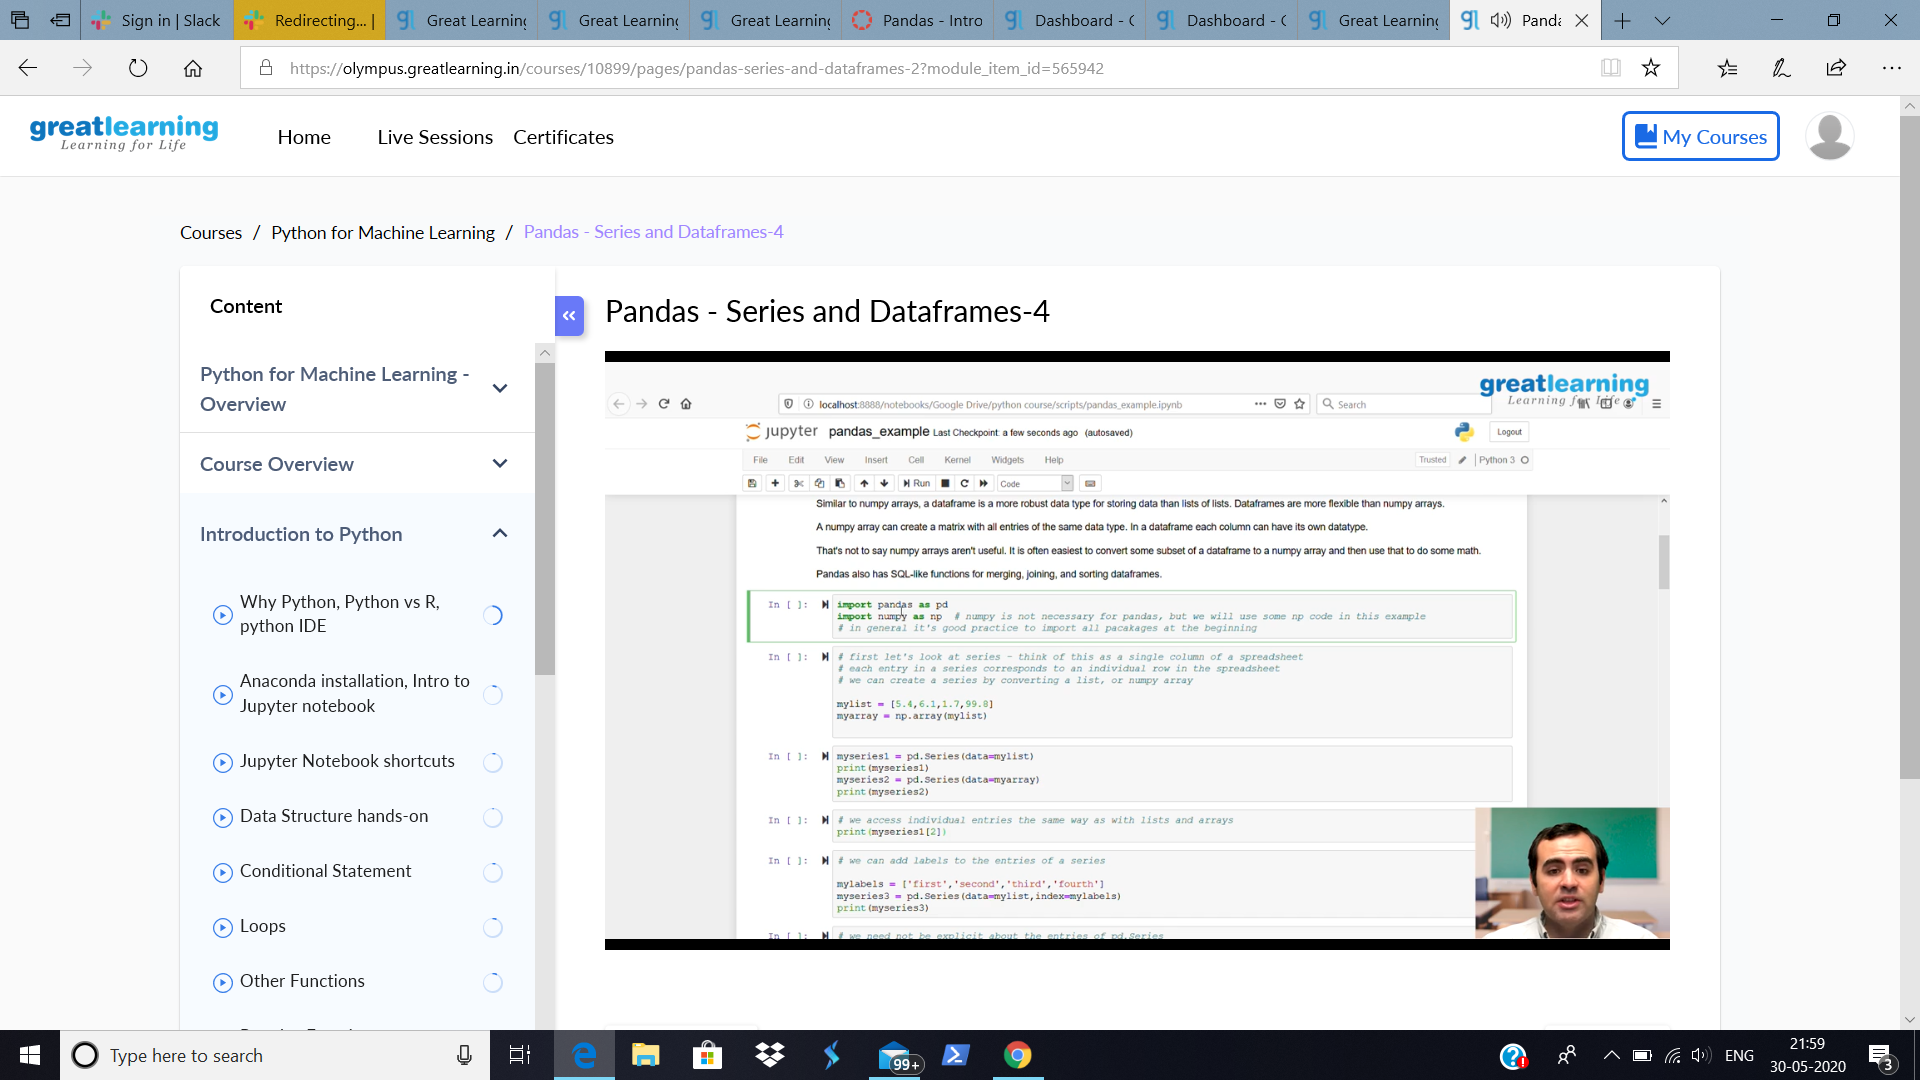 Sign in | Slack
Redirecting... |
Great Learning
Great Learning
Great Learning
Pandas - Intro
Dashboard - G
Dashboard - G
Great Learning
Panda
https://olympus.greatlearning.in/courses/10899/pages/pandas-series-and-dataframes-2?module_item_id=565942
greatlearning
Learning for Life
Home
Live Sessions
Certificates
My Courses
Courses / Python for Machine Learning / Pandas - Series and Dataframes-4
Content
Python for Machine Learning -
Overview
Course Overview
Introduction to Python
Why Python, Python vs R,
python IDE
Anaconda installation, Intro to
Jupyter notebook
Jupyter Notebook shortcuts
Data Structure hands-on
Conditional Statement
Loops
Other Functions
«
Pandas - Series and Dataframes-4
greatlearning
Learning for Life
localhost:8888/notebooks/Google Drive/python course/scripts/pandas_example.ipynb
Search
jupyter pandas_example Last Checkpoint: a few seconds ago (autosaved)
Logout
File Edit View Insert Cell Kernel Widgets Help
Trusted
Python 3
Run
Code
Similar to numpy arrays, a dataframe is a more robust data type for storing data than lists of lists. Dataframes are more flexible than numpy arrays.
A numpy array can create a matrix with all entries of the same data type. In a dataframe each column can have its own datatype.
That's not to say numpy arrays aren't useful. It is often easiest to convert some subset of a dataframe to a numpy array and then use that to do some math.
Pandas also has SQL-like functions for merging, joining, and sorting dataframes.
In [ ]: import pandas as pd
import numpy as np # numpy is not necessary for pandas, but we will use some np code in this example
# in general it's good practice to import all pacakages at the beginning
In [ ]: # first let's look at series - think of this as a single column of a spreadsheet
# each entry in a series corresponds to an individual row in the spreadsheet
# we can create a series by converting a list, or numpy array
mylist = [5.4,6.1,1.7,99.8]
myarray = np.array(mylist)
In [ ]: myseries1 = pd.Series(data=mylist)
print(myseries1)
myseries2 = pd.Series(data=myarray)
print(myseries2)
In [ ]: # we access individual entries the same way as with lists and arrays
print(myseries1[2])
In [ ]: # we can add labels to the entries of a series
mylabels = ['first','second','third','fourth']
myseries3 = pd.Series(data=mylist,index=mylabels)
print(myseries3)
In [ ]: # we need not be explicit about the entries of pd.Series
Type here to search
99+
ENG
21:59
30-05-2020
3